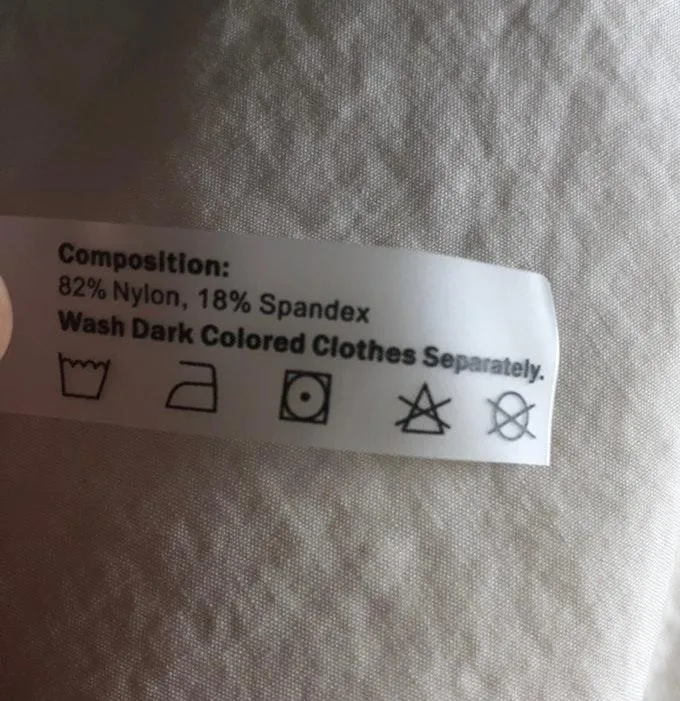 Composition:
82% Nylon, 18% Spandex
Wash Dark Colored Clothes Separately.